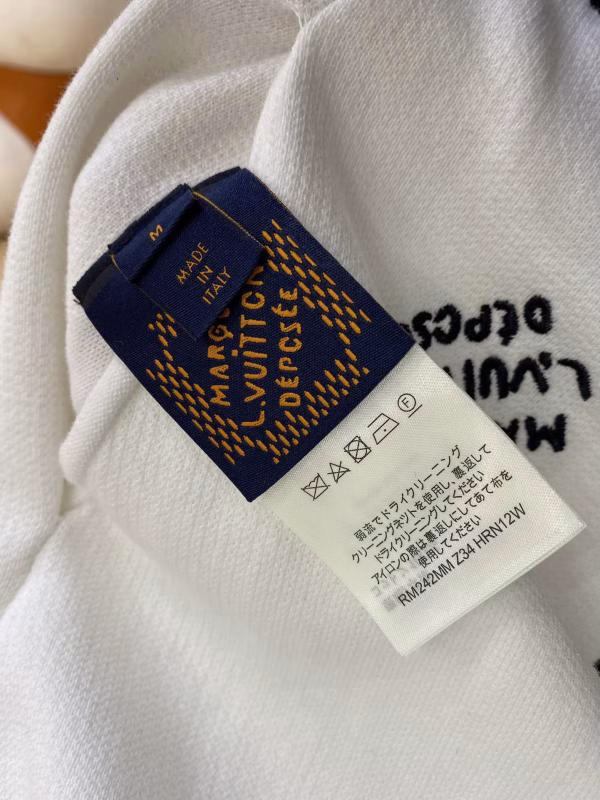 M
MADE
IN
ITALY
L.VUITTON
DÉPOSÉE
弱流でドライクリーニング
クリーニングネットを使用し、裏返して
ドライクリーニングしてください
アイロンの際は裏返しにしてあて布を
使用してください
RM242MM Z34 HRN12W
MA
L.VUI
DÉPOS